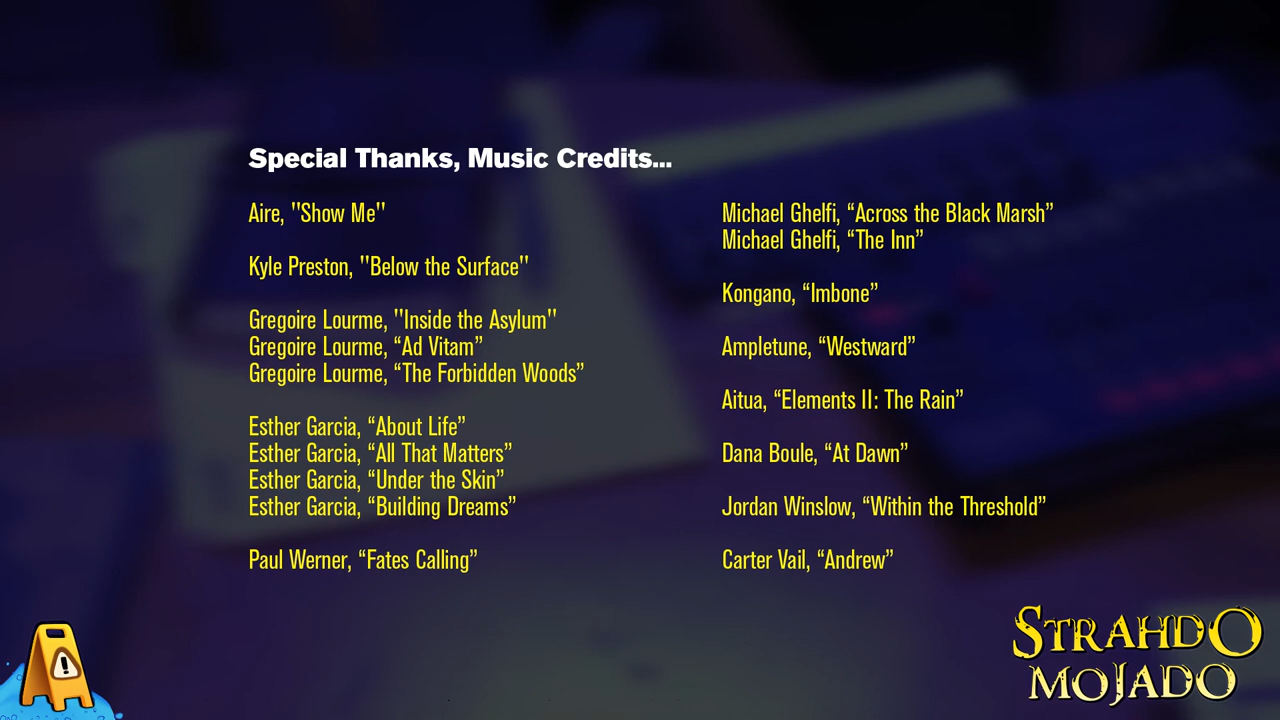 Special Thanks, Music Credits...
Aire, "Show Me"
Kyle Preston, "Below the Surface"
Gregoire Lourme, "Inside the Asylum"
Gregoire Lourme, “Ad Vitam”
Gregoire Lourme, “The Forbidden Woods”
Esther Garcia, “About Life”
Esther Garcia, “All That Matters”
Esther Garcia, “Under the Skin”
Esther Garcia, “Building Dreams”
Paul Werner, “Fates Calling”
Michael Ghelfi, “Across the Black Marsh”
Michael Ghelfi, “The Inn”
Kongano, “Imbone”
Ampletune, “Westward”
Aitua, “Elements II: The Rain”
Dana Boule, “At Dawn”
Jordan Winslow, “Within the Threshold”
Carter Vail, “Andrew”
!
STRAHDO
MOJADO